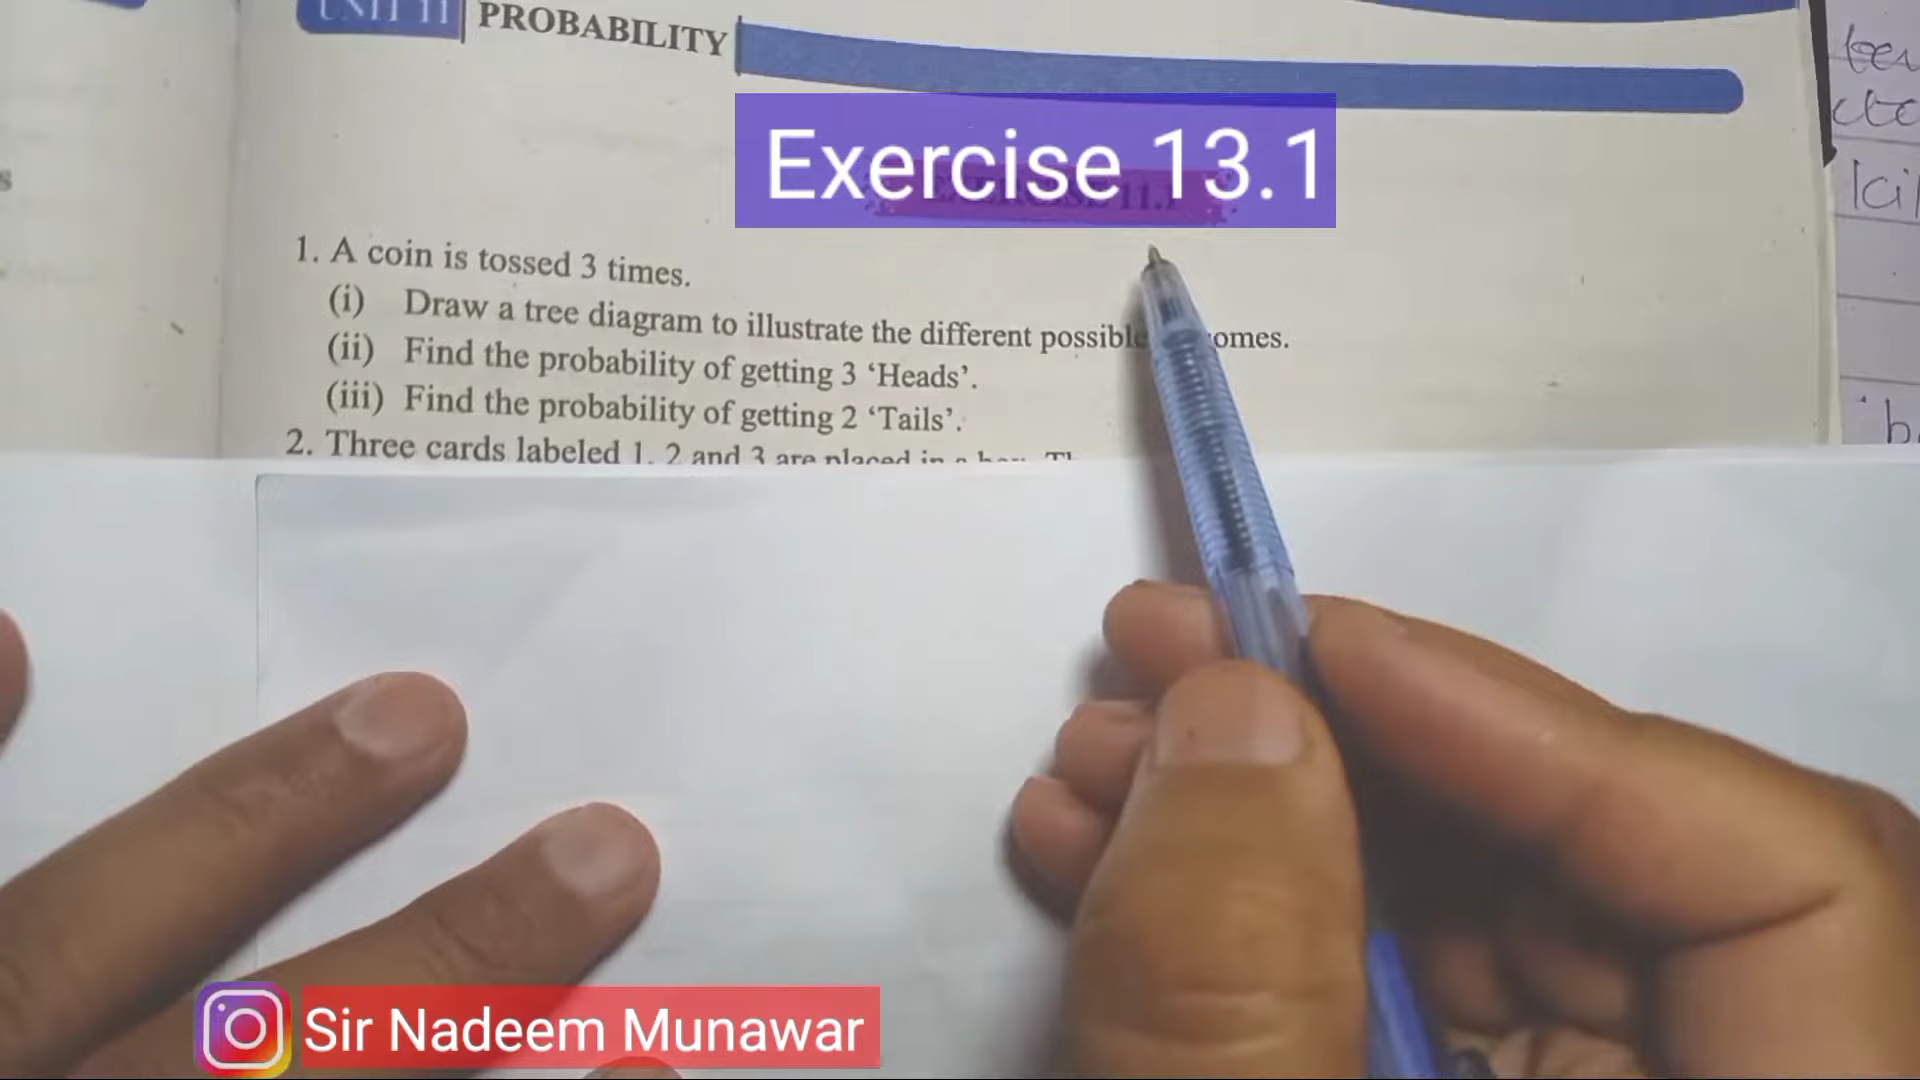 UNIT 11 PROBABILITY
Exercise 13.1
1. A coin is tossed 3 times.
(i) Draw a tree diagram to illustrate the different possible omes.
(ii) Find the probability of getting 3 ‘Heads’.
(iii) Find the probability of getting 2 ‘Tails’.
2. Three cards labeled 1, 2 and 3 are placed in a
Sir Nadeem Munawar